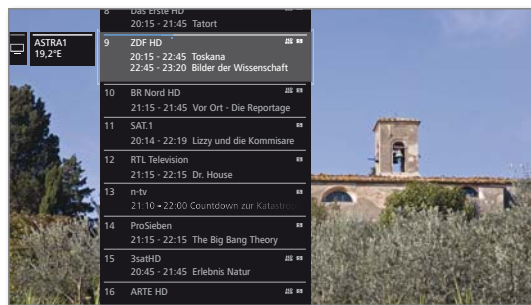 8 Das Erste HD
20:15 - 21:45 Tatort
ASTRA1
19,2°E
9 ZDF HD
20:15 - 22:45 Toskana
22:45 - 23:20 Bilder der Wissenschaft
10 BR Nord HD
21:15 - 21:45 Vor Ort - Die Reportage
11 SAT.1
20:14 - 22:19 Lizzy und die Kommisare
12 RTL Television
21:15 - 22:15 Dr. House
13 n-tv
21:10 - 22:00 Countdown zur Katastrop
14 ProSieben
21:15 - 22:15 The Big Bang Theory
15 3satHD
20:45 - 21:45 Erlebnis Natur
16 ARTE HD